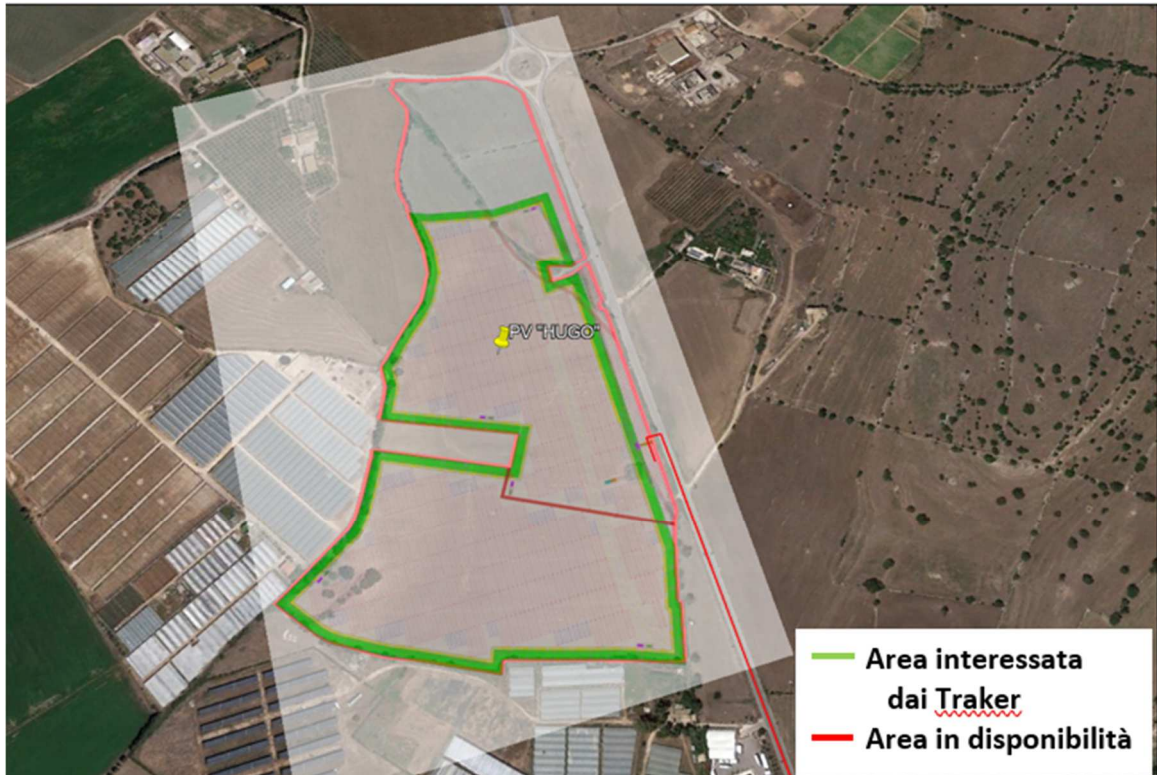 PV "HUGO"
Area interessata
dai Traker
Area in disponibilità